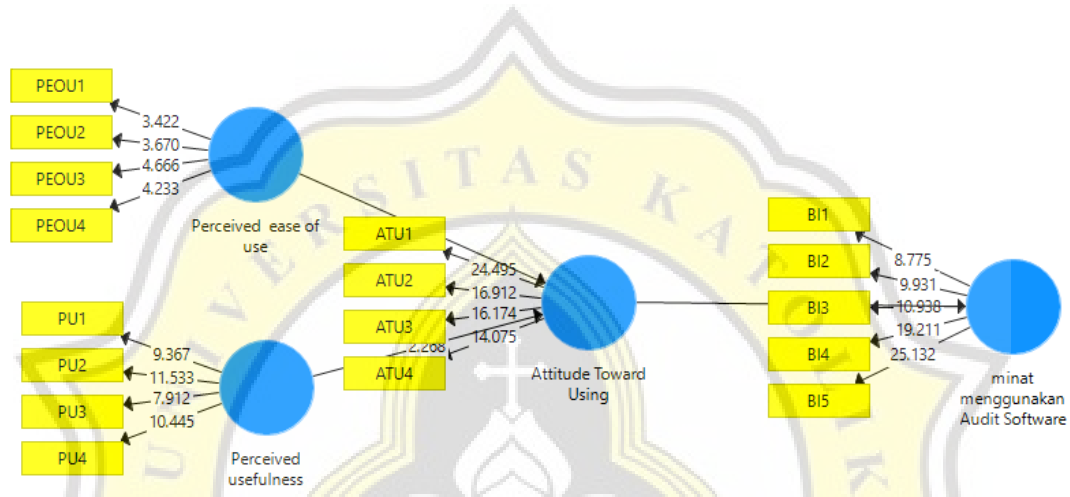 PEOU1
PEOU2
PEOU3
PEOU4
3.422
3.670
4.666
4.233
Perceived ease of
use
PU1
PU2
PU3
PU4
9.367
11.533
7.912
10.445
Perceived
usefulness
ATU1
ATU2
ATU3
ATU4
24.495
16.912
16.174
14.075
2.268
Attitude Toward
Using
BI1
BI2
BI3
BI4
BI5
8.775
9.931
10.938
19.211
25.132
minat
menggunakan
Audit Software
UNIVERSITAS KATOLIK